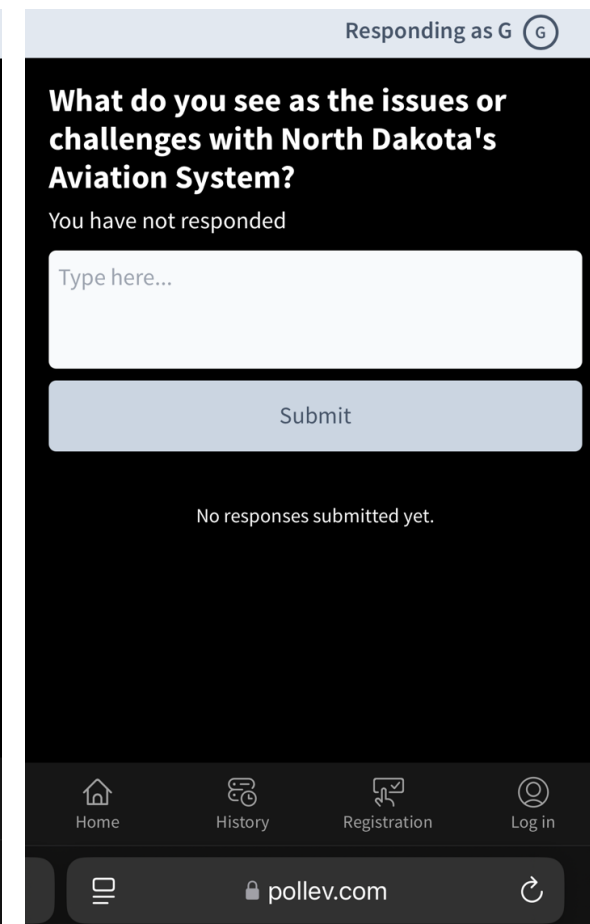 Responding as G G
What do you see as the issues or
challenges with North Dakota's
Aviation System?
You have not responded
Type here...
Submit
No responses submitted yet.
Home History Registration Log in
pollev.com